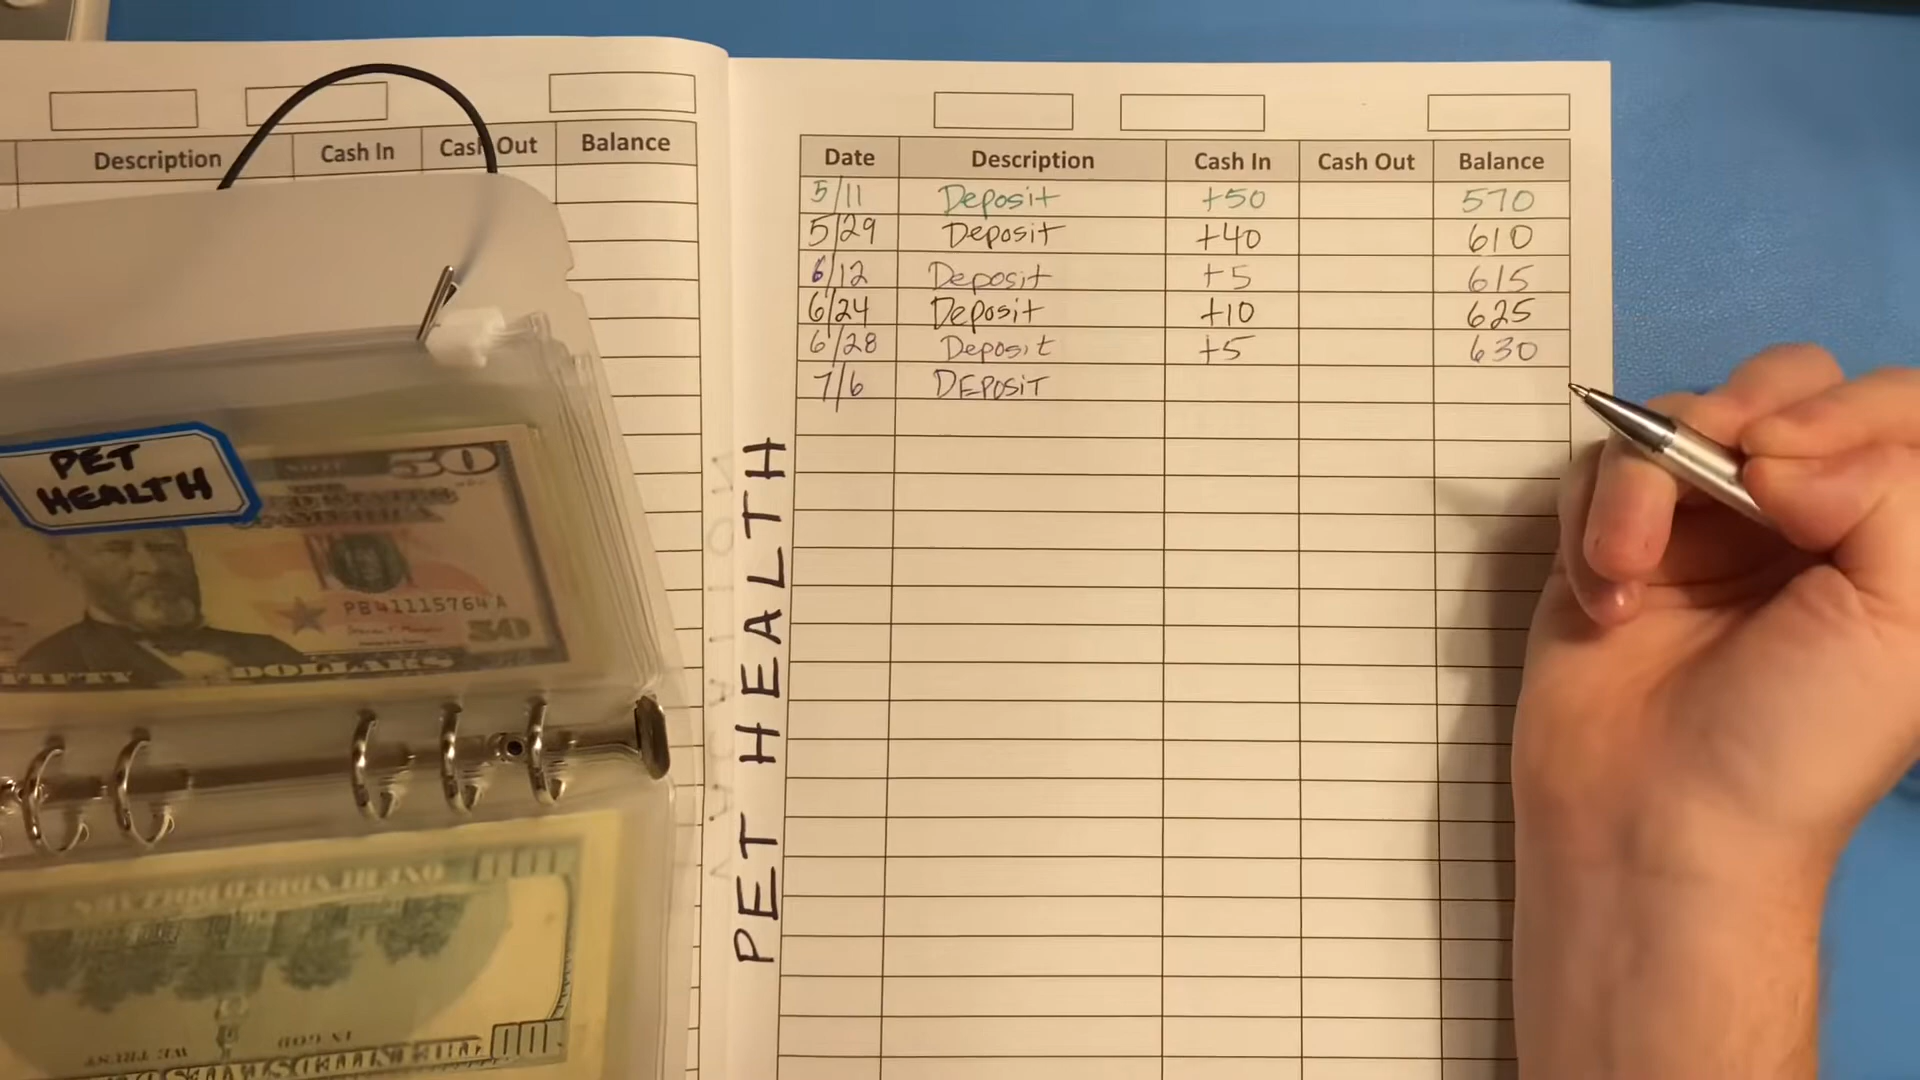 Description Cash In Cash Out Balance
PET
HEALTH
50
PB41115764A
50
FIFTY DOLLARS
PET HEALTH
Date Description Cash In Cash Out Balance
5/11 Deposit +50 570
5/29 Deposit +40 610
6/12 Deposit +5 615
6/24 Deposit +10 625
6/28 Deposit +5 630
7/6 DEPOSIT